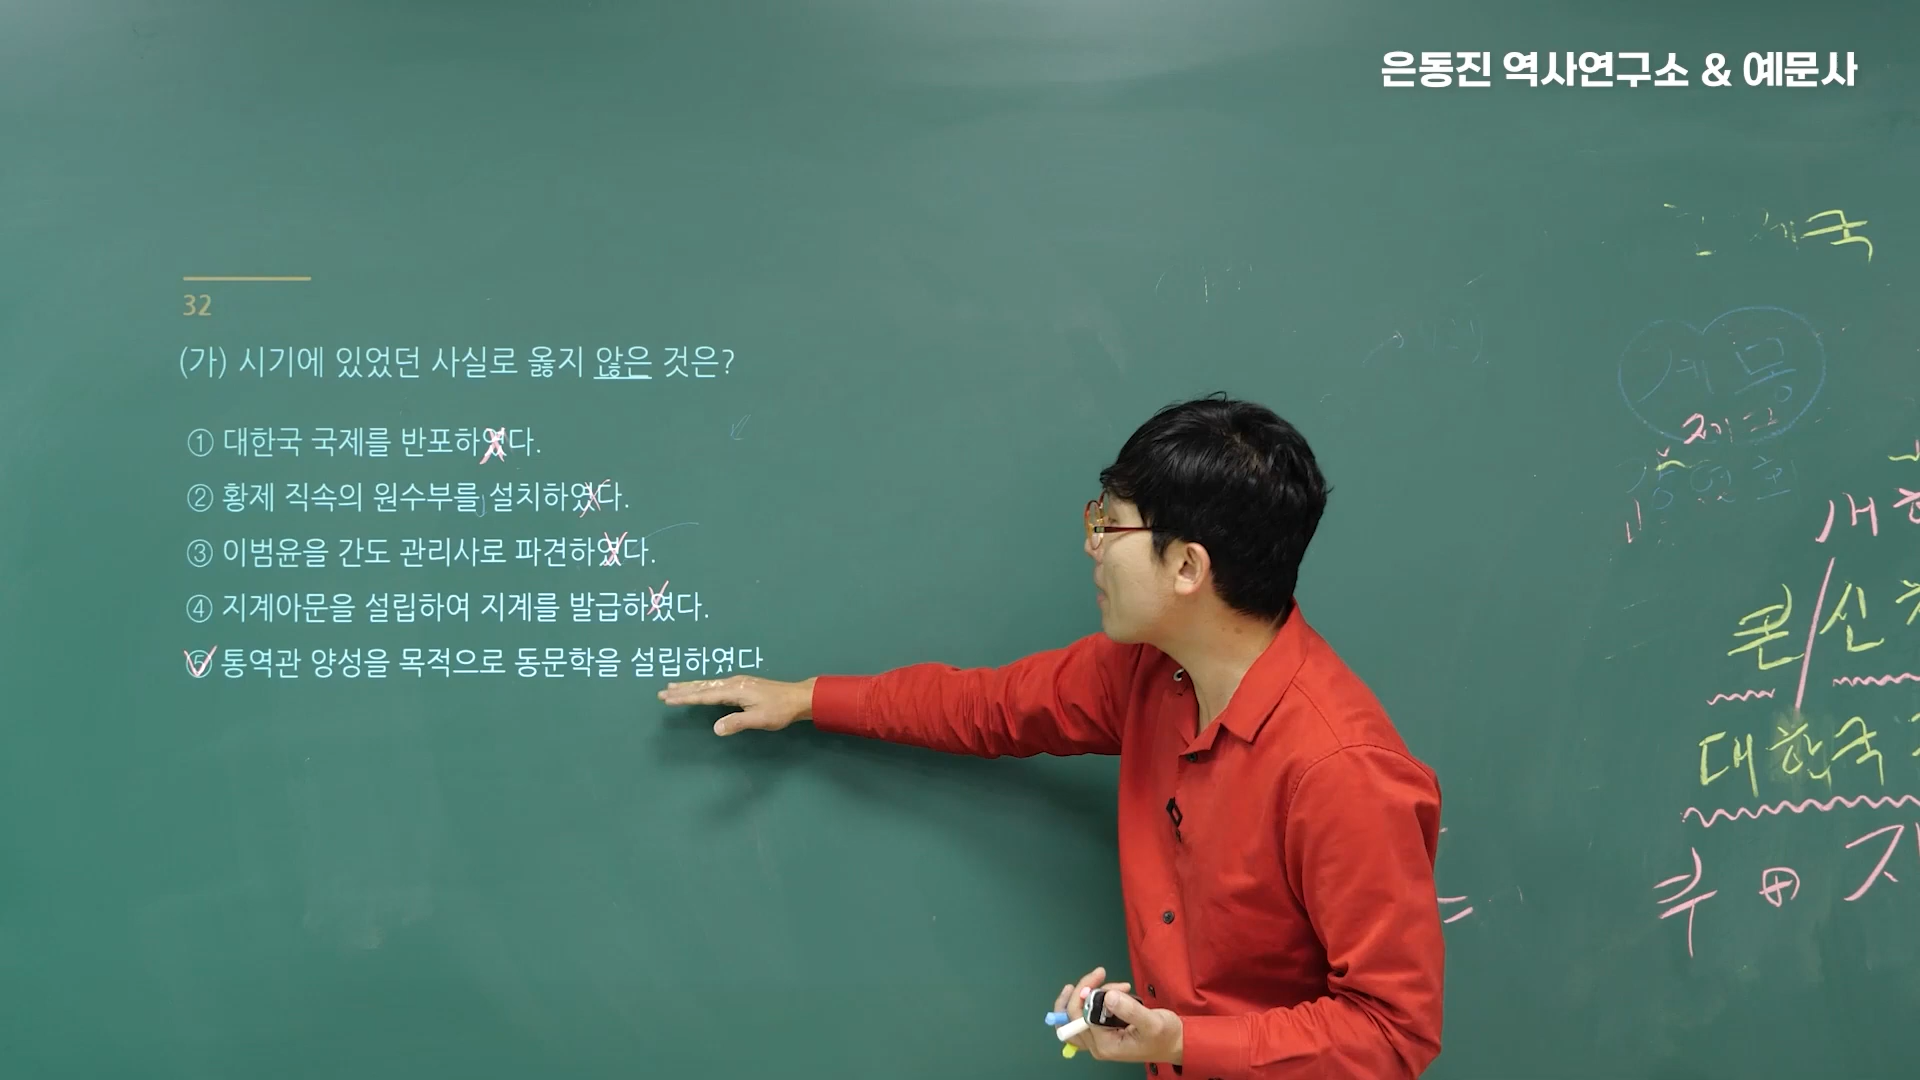 은동진 역사연구소 & 예문사
32
(가) 시기에 있었던 사실로 옳지 않은 것은?
① 대한국 국제를 반포하였다.
② 황제 직속의 원수부를 설치하였다.
③ 이범윤을 간도 관리사로 파견하였다.
④ 지계아문을 설립하여 지계를 발급하였다.
⑤ 통역관 양성을 목적으로 동문학을 설립하였다
국
계몽
본 / 신
대한국